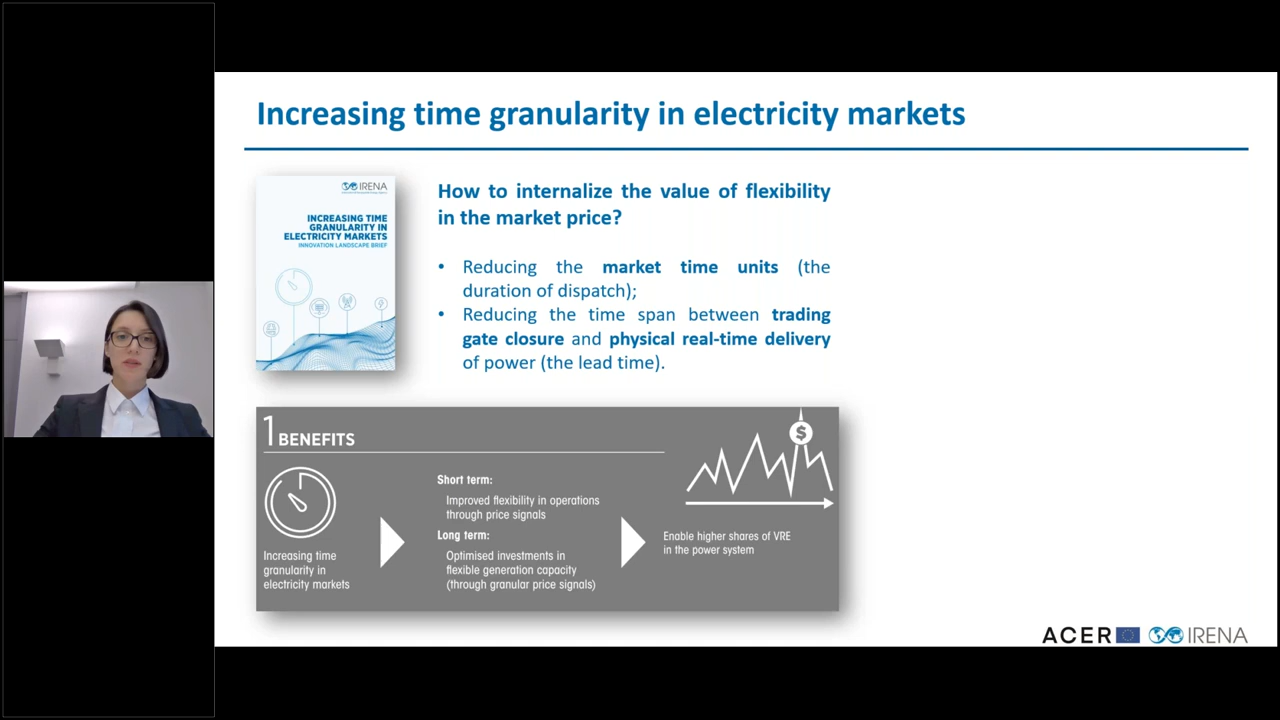 Increasing time granularity in electricity markets
IRENA
INCREASING TIME
GRANULARITY IN
ELECTRICITY MARKETS
INNOVATION LANDSCAPE BRIEF
How to internalize the value of flexibility
in the market price?
• Reducing the market time units (the
duration of dispatch);
• Reducing the time span between trading
gate closure and physical real-time delivery
of power (the lead time).
1 BENEFITS
Increasing time
granularity in
electricity markets
Short term:
Improved flexibility in operations
through price signals
Long term:
Optimised investments in
flexible generation capacity
(through granular price signals)
$
Enable higher shares of VRE
in the power system
ACER IRENA